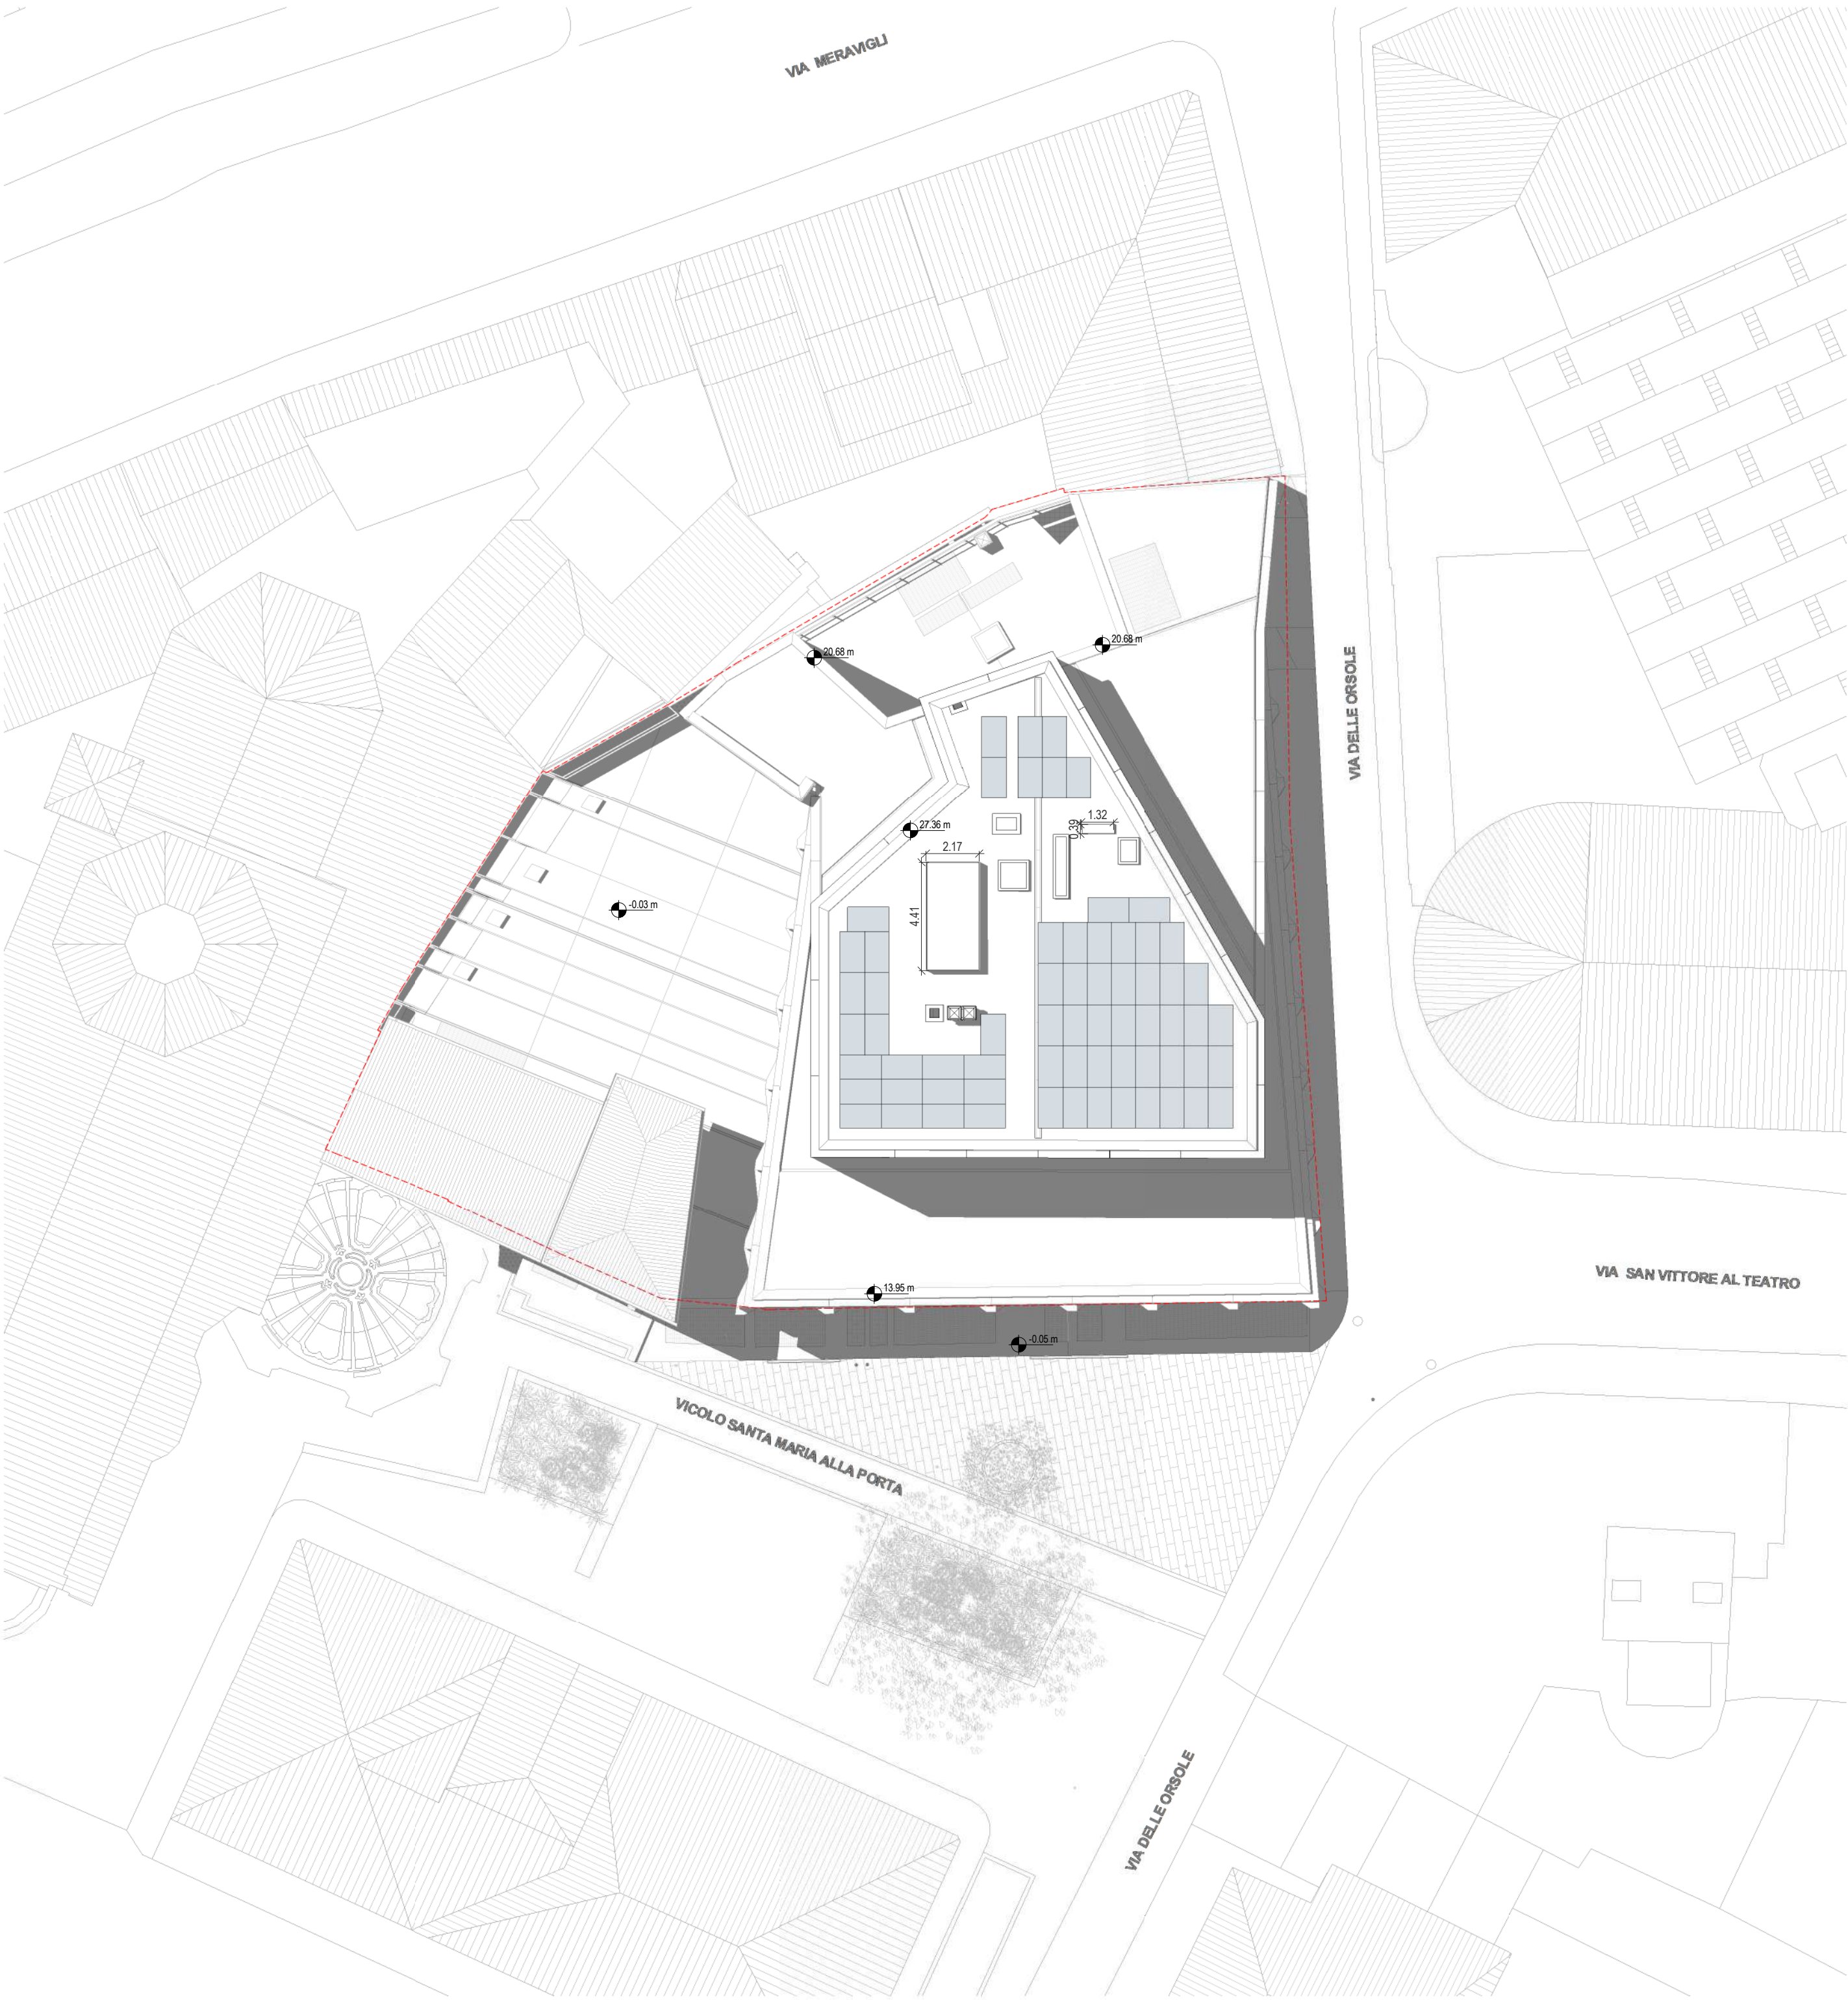 VIA MERAVIGLI
20.68 m
20.68 m
VIA DELLE ORSOLE
27.36 m
1.32
0.39
2.17
4.41
-0.03 m
VIA SAN VITTORE AL TEATRO
13.95 m
-0.05 m
VICOLO SANTA MARIA ALLA PORTA
VIA DELLE ORSOLE